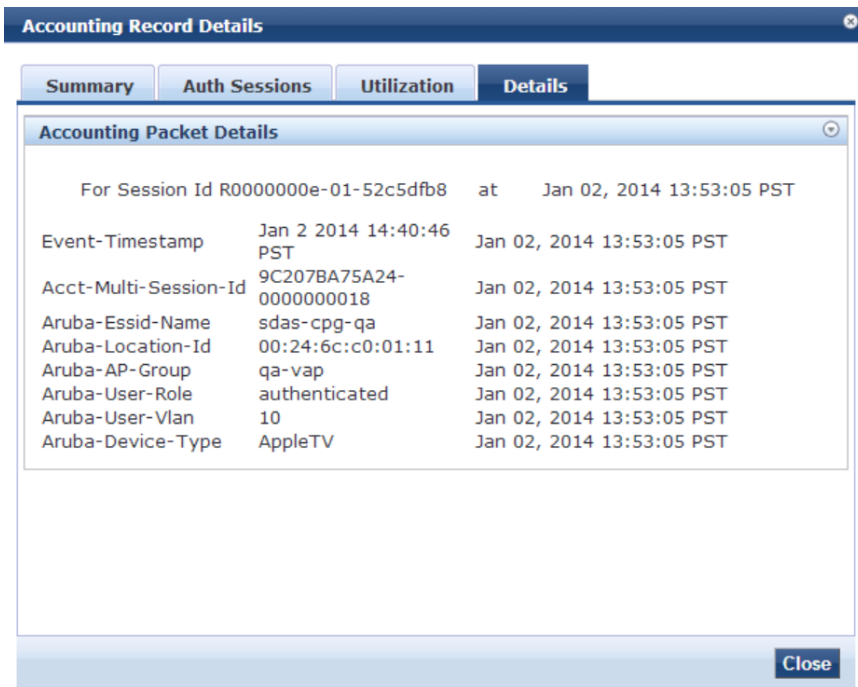 Accounting Record Details
Summary Auth Sessions Utilization Details
Accounting Packet Details
For Session Id R0000000e-01-52c5dfb8 at Jan 02, 2014 13:53:05 PST
Event-Timestamp Jan 2 2014 14:40:46 PST Jan 02, 2014 13:53:05 PST
Acct-Multi-Session-Id 9C207BA75A24-0000000018 Jan 02, 2014 13:53:05 PST
Aruba-Essid-Name sdas-cpg-qa Jan 02, 2014 13:53:05 PST
Aruba-Location-Id 00:24:6c:c0:01:11 Jan 02, 2014 13:53:05 PST
Aruba-AP-Group qa-vap Jan 02, 2014 13:53:05 PST
Aruba-User-Role authenticated Jan 02, 2014 13:53:05 PST
Aruba-User-Vlan 10 Jan 02, 2014 13:53:05 PST
Aruba-Device-Type AppleTV Jan 02, 2014 13:53:05 PST
Close